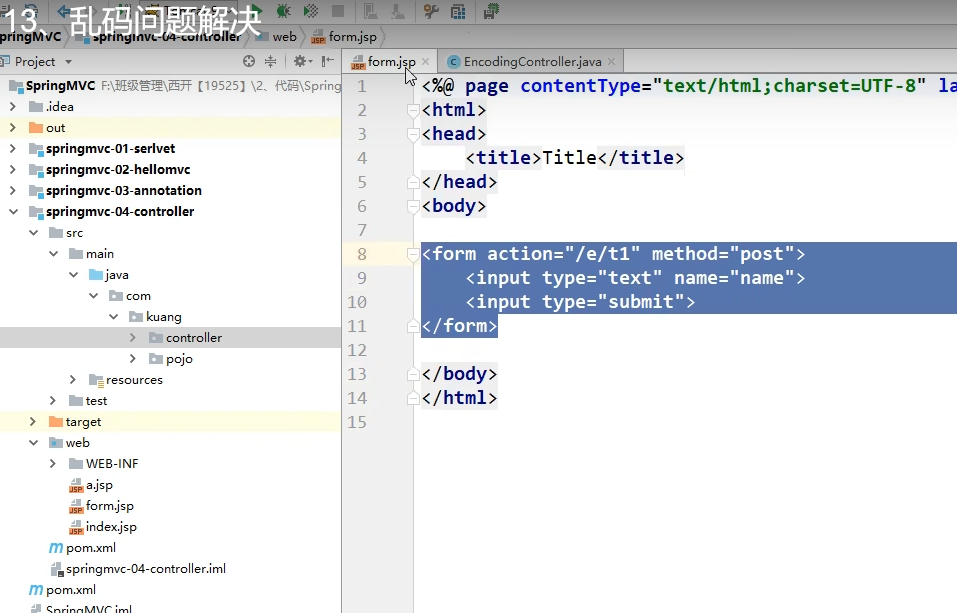 13、乱码问题解决
pringMVC springmvc-04-controller web form.jsp
Project
form.jsp
EncodingController.java
SpringMVC F:\班级管理\西开【19525】\2、代码\Spring
.idea
out
springmvc-01-serlvet
springmvc-02-hellomvc
springmvc-03-annotation
springmvc-04-controller
src
main
java
com
kuang
controller
pojo
resources
test
target
web
WEB-INF
a.jsp
form.jsp
index.jsp
pom.xml
springmvc-04-controller.iml
pom.xml
SpringMVC.iml
1 <%@ page contentType="text/html;charset=UTF-8" la
2 <html>
3 <head>
4 <title>Title</title>
5 </head>
6 <body>
7
8 <form action="/e/t1" method="post">
9 <input type="text" name="name">
10 <input type="submit">
11 </form>
12
13 </body>
14 </html>
15